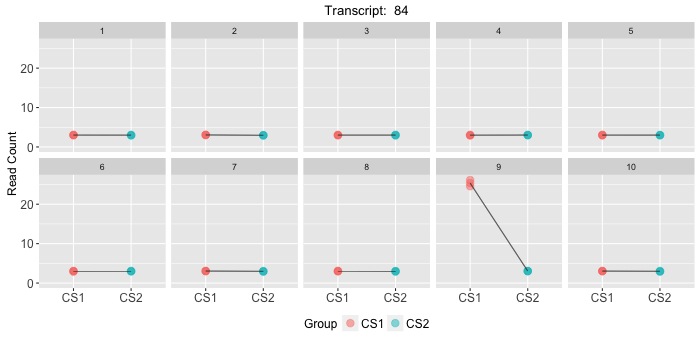 Transcript: 84
1 2 3 4 5
20
10
0
6 7 8 9 10
20
10
0
Read Count
CS1 CS2 CS1 CS2 CS1 CS2 CS1 CS2 CS1 CS2
Group CS1 CS2